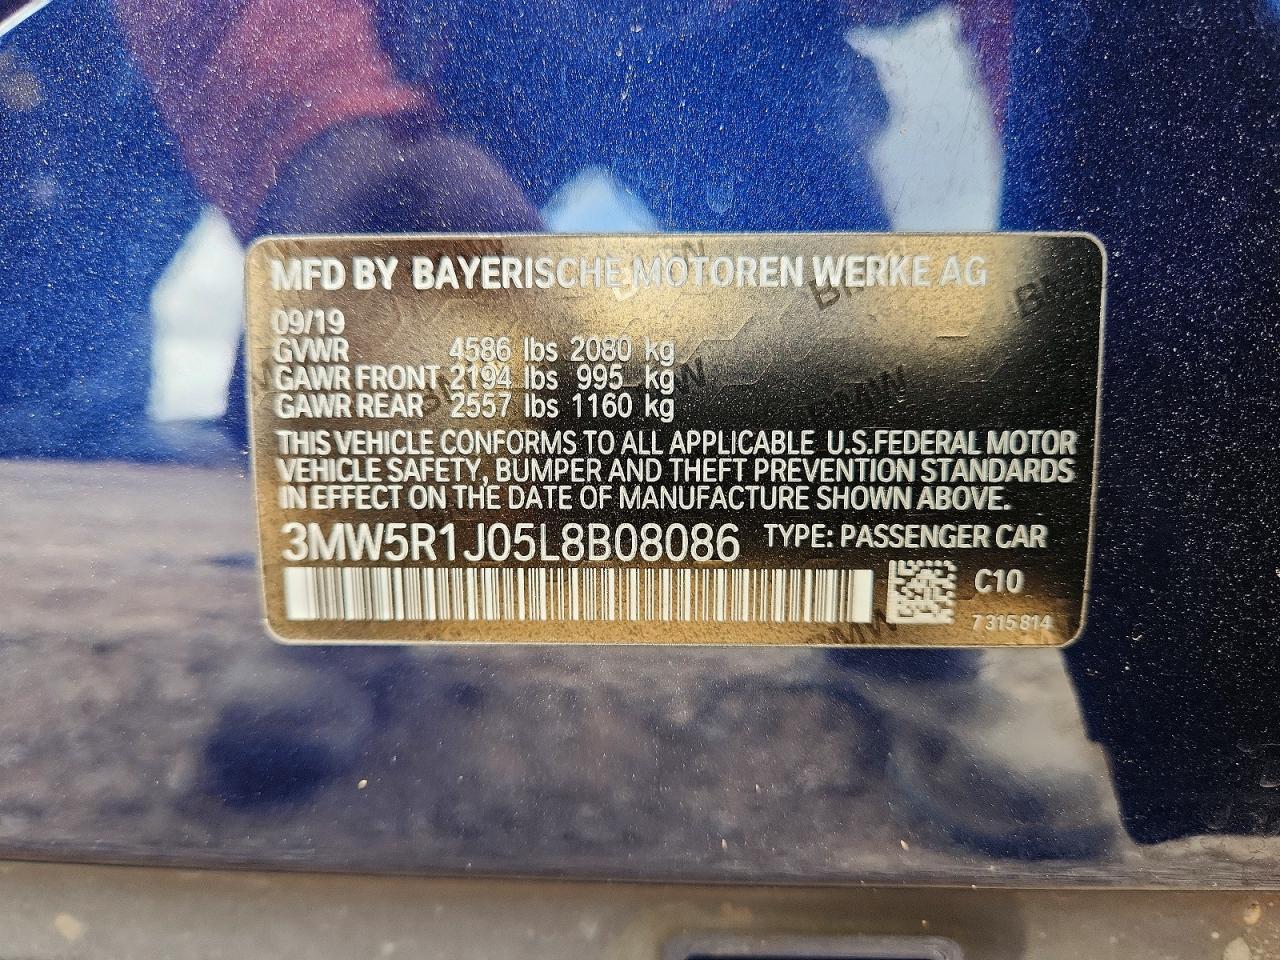 MFD BY BAYERISCHE MOTOREN WERKE AG
09/19
GVWR 4586 lbs 2080 kg
GAWR FRONT 2194 lbs 995 kg
GAWR REAR 2557 lbs 1160 kg
THIS VEHICLE CONFORMS TO ALL APPLICABLE U.S.FEDERAL MOTOR
VEHICLE SAFETY, BUMPER AND THEFT PREVENTION STANDARDS
IN EFFECT ON THE DATE OF MANUFACTURE SHOWN ABOVE.
3MW5R1J05L8B08086 TYPE: PASSENGER CAR
C10
7 315 814